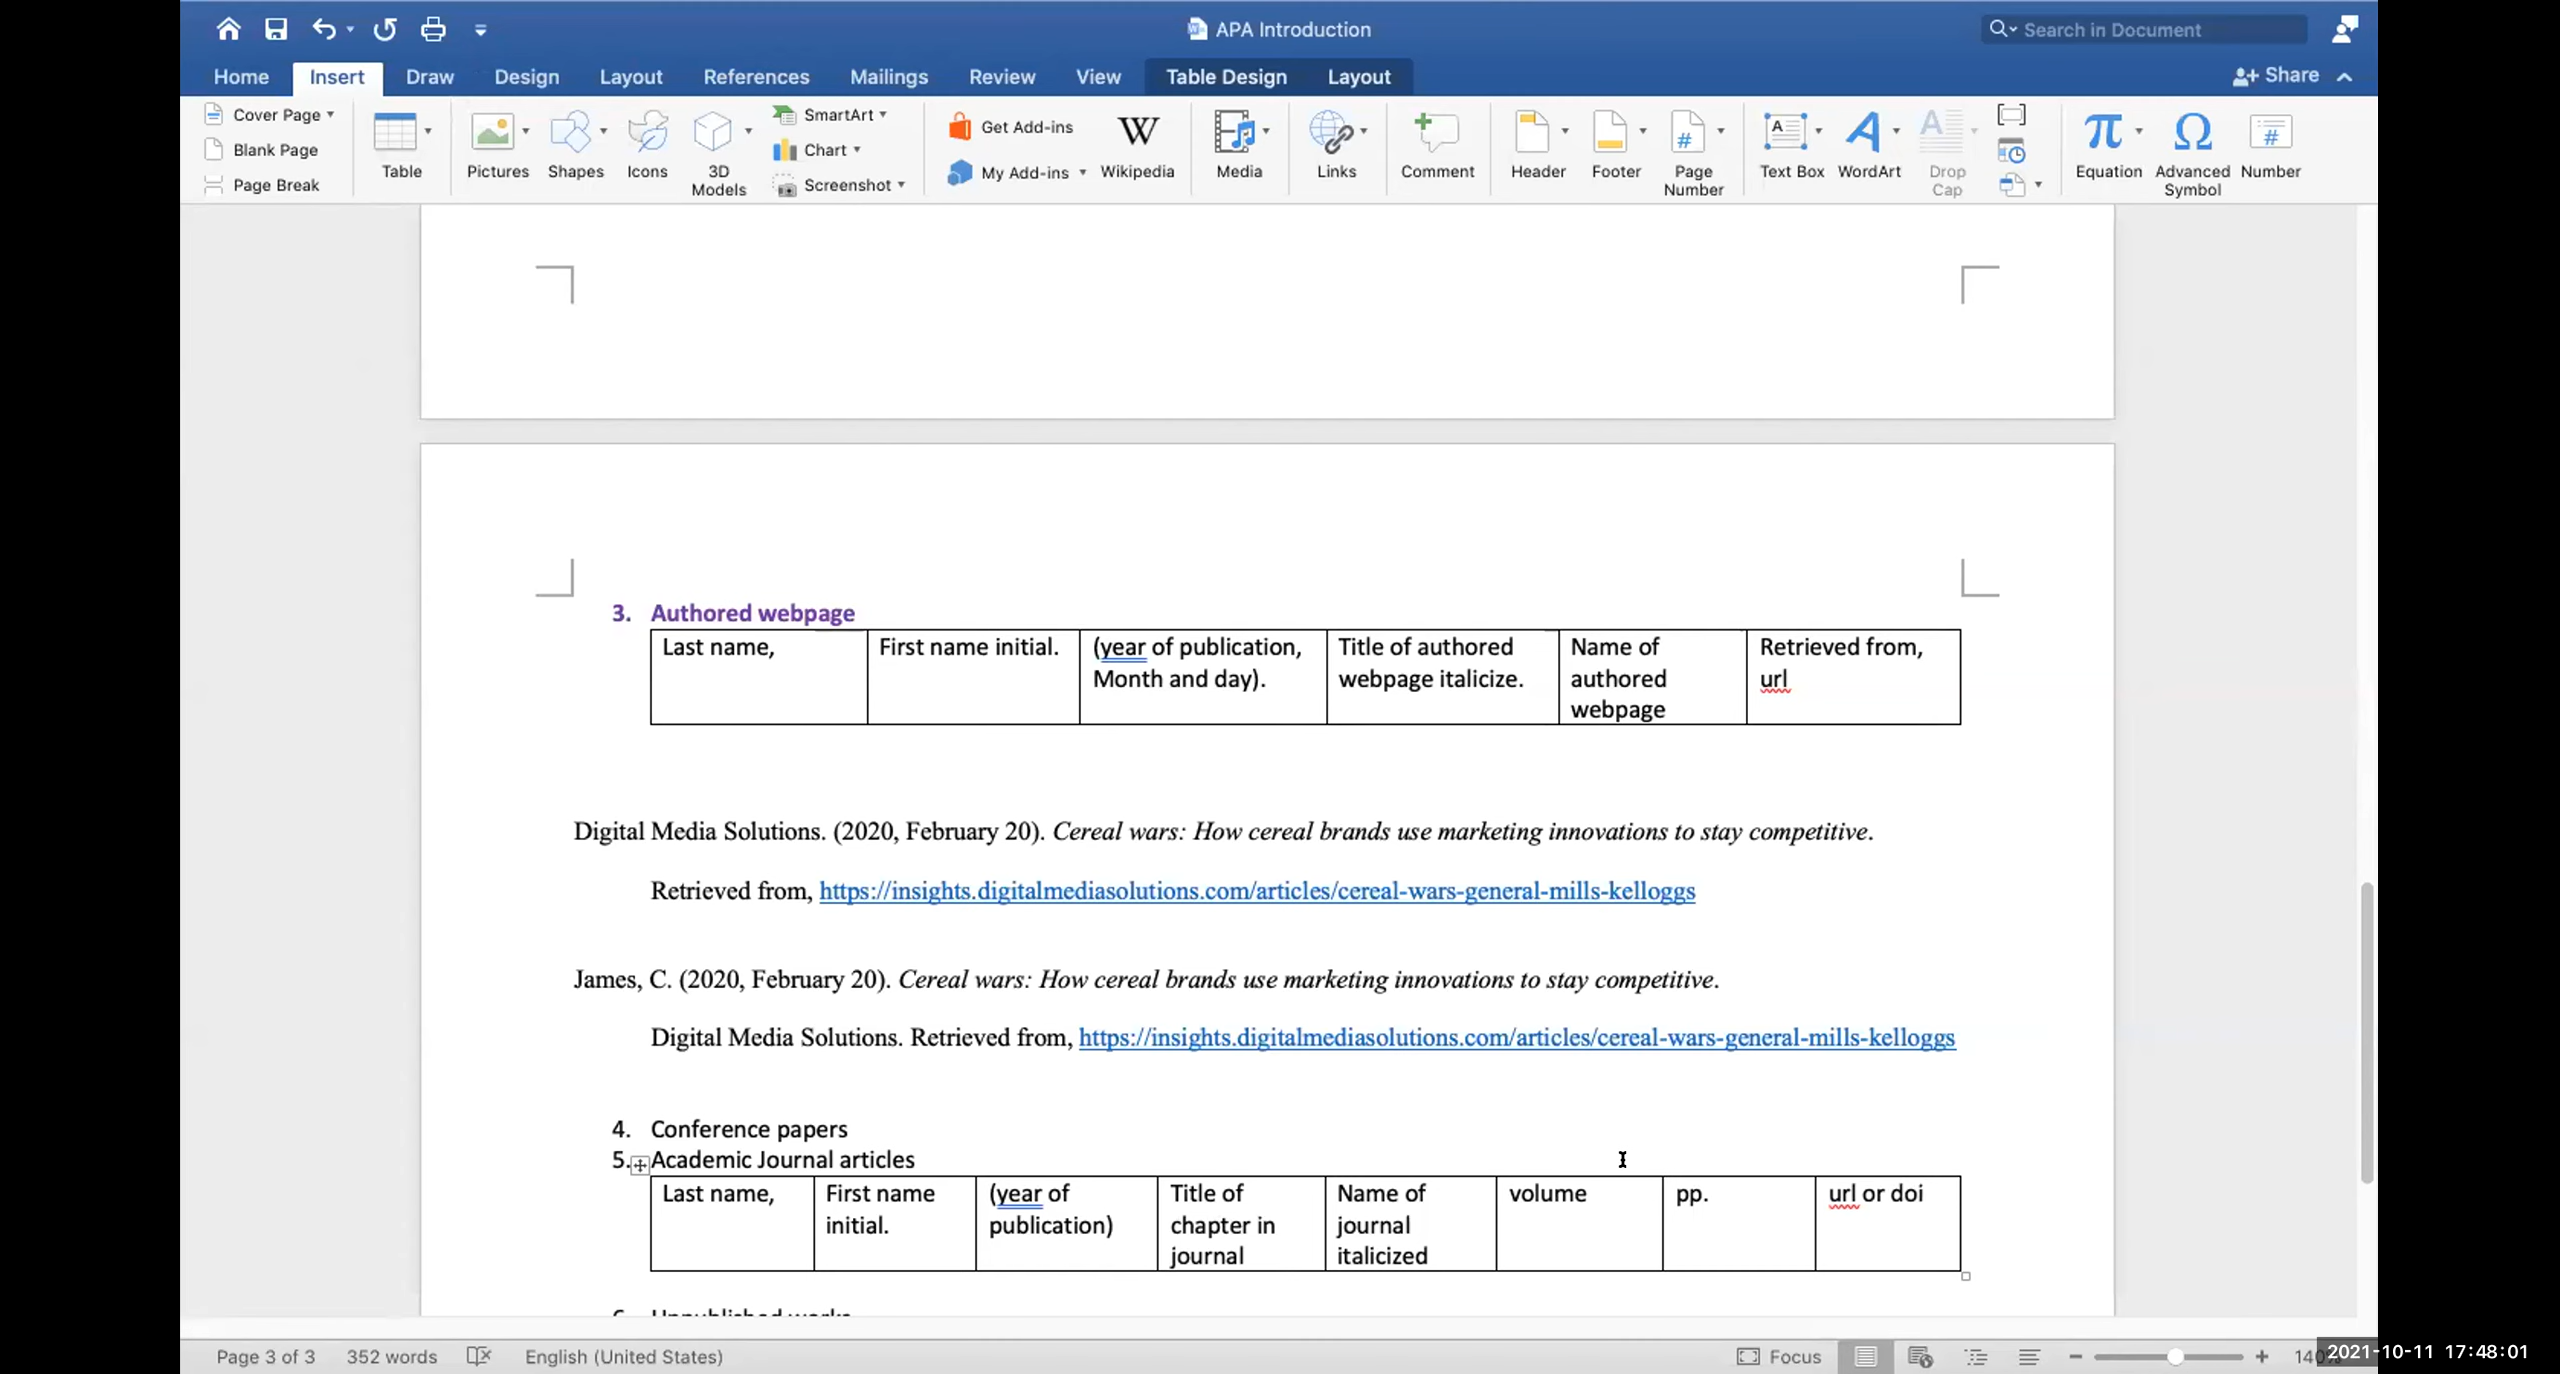 APA Introduction
Search in Document
Home Insert Draw Design Layout References Mailings Review View Table Design Layout
Share
Cover Page
Blank Page
Page Break
Table
Pictures
Shapes
Icons
3D
Models
SmartArt
Chart
Screenshot
Get Add-ins
My Add-ins
W
Wikipedia
Media
Links
Comment
Header
Footer
Page
Number
Text Box
WordArt
Drop
Cap
Equation
Advanced
Symbol
Number
3. Authored webpage
Last name,
First name initial.
(year of publication,
Month and day).
Title of authored
webpage italicize.
Name of
authored
webpage
Retrieved from,
url
Digital Media Solutions. (2020, February 20). Cereal wars: How cereal brands use marketing innovations to stay competitive.
Retrieved from, https://insights.digitalmediasolutions.com/articles/cereal-wars-general-mills-kelloggs
James, C. (2020, February 20). Cereal wars: How cereal brands use marketing innovations to stay competitive.
Digital Media Solutions. Retrieved from, https://insights.digitalmediasolutions.com/articles/cereal-wars-general-mills-kelloggs
4. Conference papers
5. Academic Journal articles
Last name,
First name
initial.
(year of
publication)
Title of
chapter in
journal
Name of
journal
italicized
volume
pp.
url or doi
Page 3 of 3 352 words English (United States) Focus
2021-10-11 17:48:01